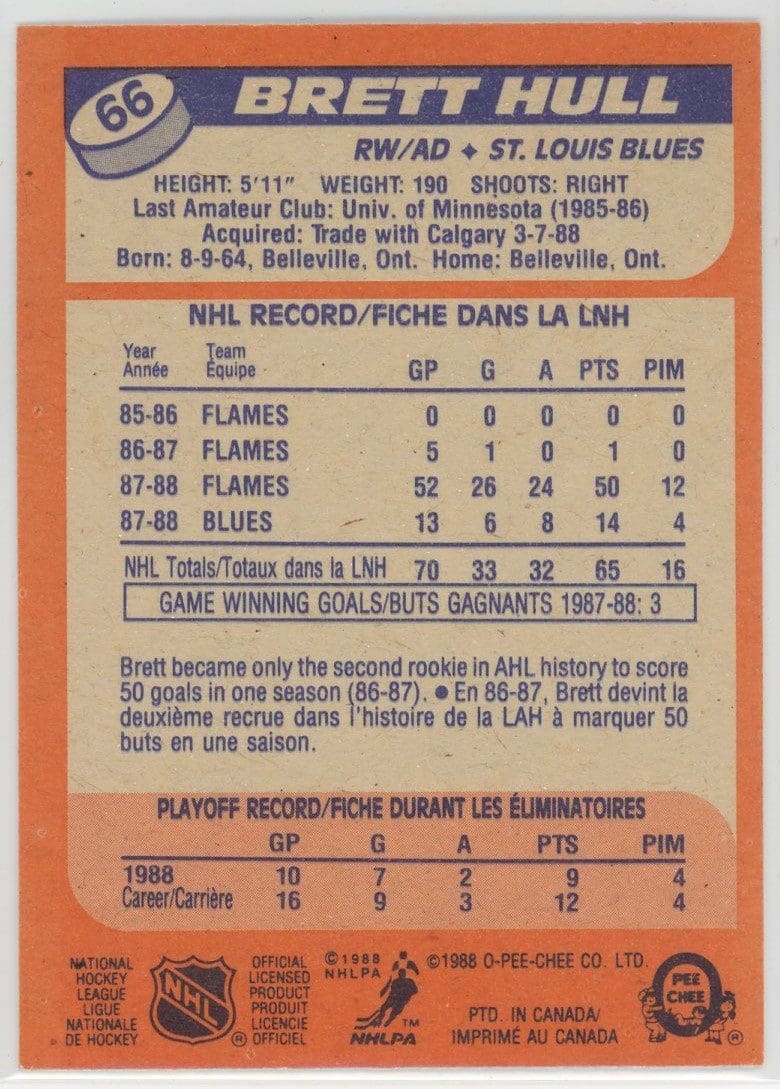 66
BRETT HULL
RW/AD ✦ ST. LOUIS BLUES
HEIGHT: 5'11" WEIGHT: 190 SHOOTS: RIGHT
Last Amateur Club: Univ. of Minnesota (1985-86)
Acquired: Trade with Calgary 3-7-88
Born: 8-9-64, Belleville, Ont. Home: Belleville, Ont.
NHL RECORD/FICHE DANS LA LNH
Year Team
Année Équipe GP G A PTS PIM
85-86 FLAMES 0 0 0 0 0
86-87 FLAMES 5 1 0 1 0
87-88 FLAMES 52 26 24 50 12
87-88 BLUES 13 6 8 14 4
NHL Totals/Totaux dans la LNH 70 33 32 65 16
GAME WINNING GOALS/BUTS GAGNANTS 1987-88: 3
Brett became only the second rookie in AHL history to score
50 goals in one season (86-87). ● En 86-87, Brett devint la
deuxième recrue dans l'histoire de la LAH à marquer 50
buts en une saison.
PLAYOFF RECORD/FICHE DURANT LES ÉLIMINATOIRES
GP G A PTS PIM
1988 10 7 2 9 4
Career/Carrière 16 9 3 12 4
NATIONAL
HOCKEY
LEAGUE
LIGUE
NATIONALE
DE HOCKEY
NHL
®
OFFICIAL
LICENSED
PRODUCT
PRODUIT
LICENCIE
OFFICIEL
©1988
NHLPA
TM
NHLPA
©1988 O-PEE-CHEE CO. LTD.
PTD. IN CANADA/
IMPRIMÉ AU CANADA
PEE
CHEE
®